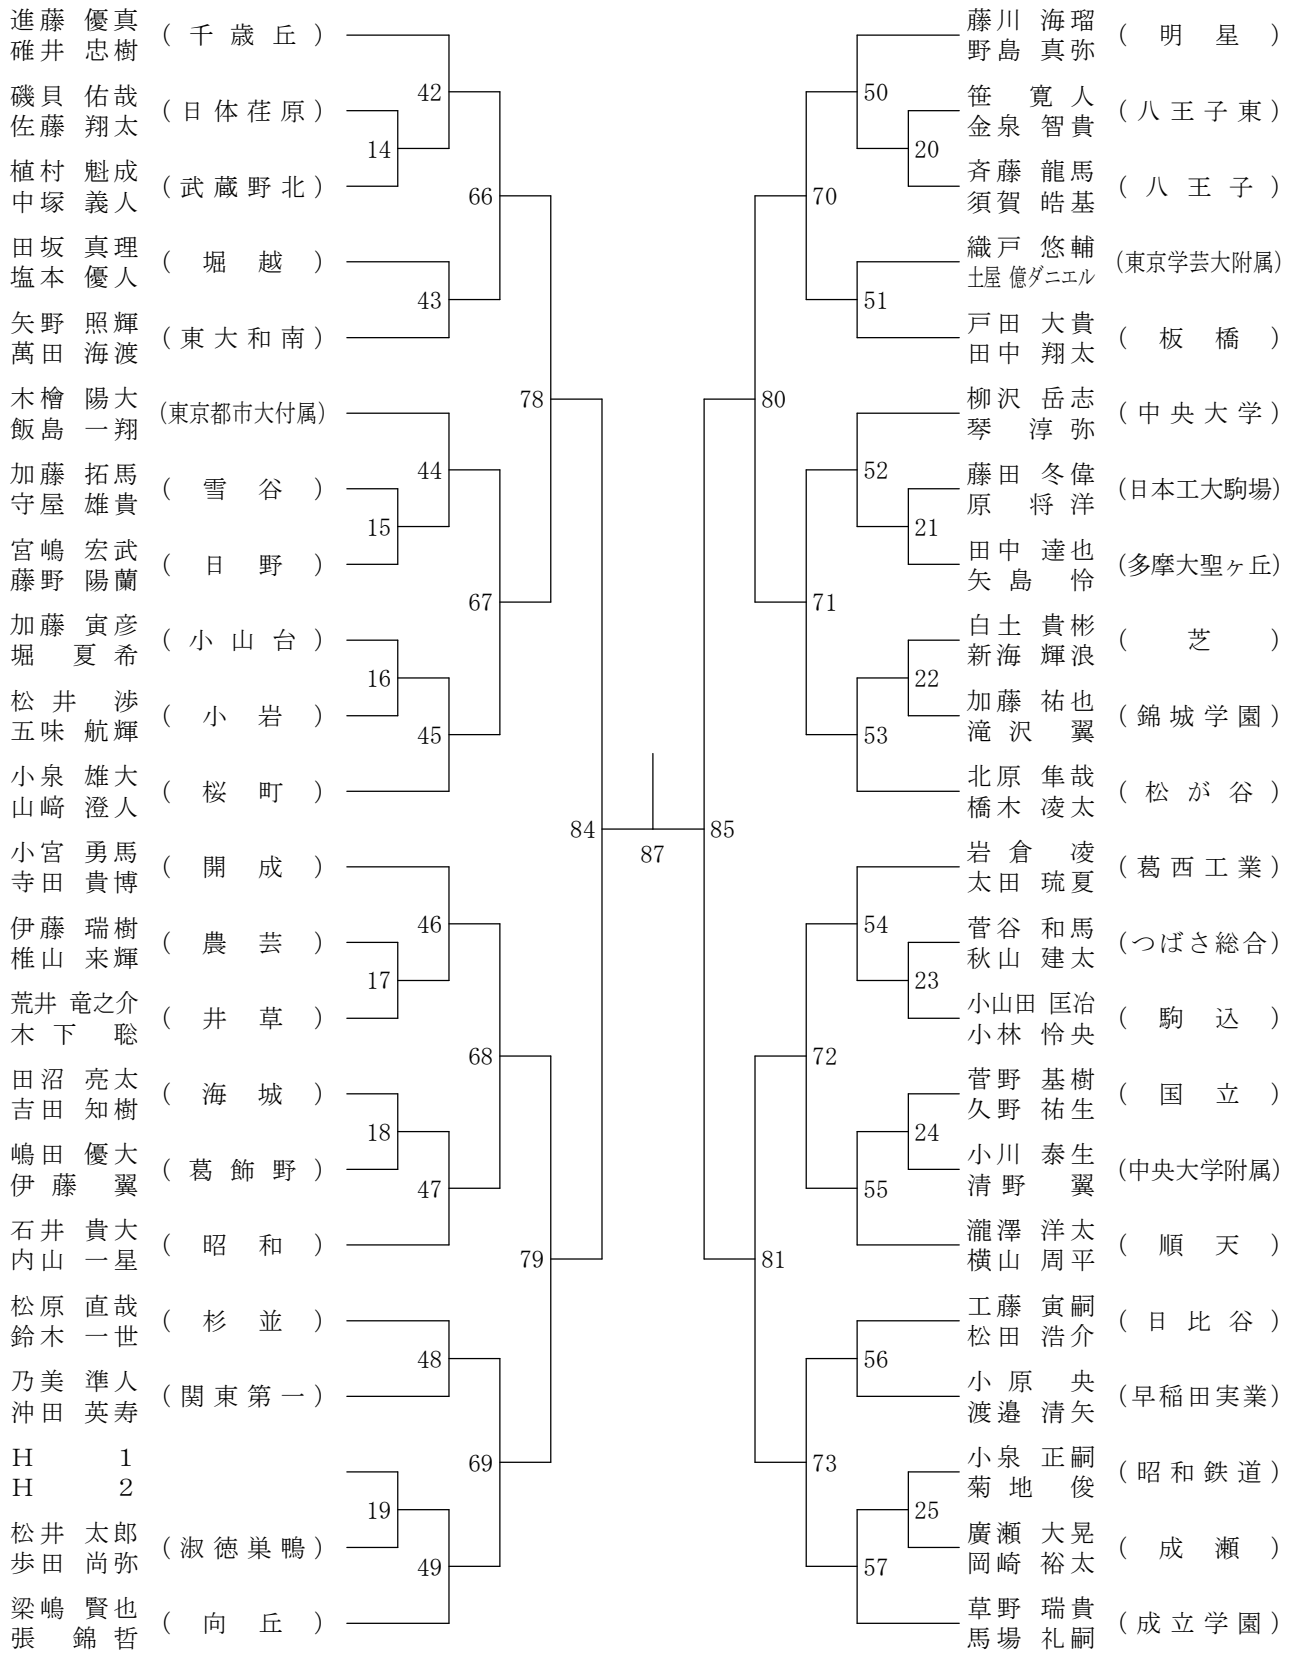 進藤 優真
碓井 忠樹
(千歳丘)
磯貝 佑哉
佐藤 翔太
(日体荏原)
植村 魁成
中塚 義人
(武蔵野北)
田坂 真理
塩本 優人
(堀越)
矢野 照輝
萬田 海渡
(東大和南)
木檜 陽大
飯島 一翔
(東京都市大付属)
加藤 拓馬
守屋 雄貴
(雪谷)
宮嶋 宏武
藤野 陽蘭
(日野)
加藤 寅彦
堀 夏希
(小山台)
松井 渉
五味 航輝
(小岩)
小泉 雄大
山﨑 澄人
(桜町)
小宮 勇馬
寺田 貴博
(開成)
伊藤 瑞樹
椎山 来輝
(農芸)
荒井 竜之介
木下 聡
(井草)
田沼 亮太
吉田 知樹
(海城)
嶋田 優大
伊藤 翼
(葛飾野)
石井 貴大
内山 一星
(昭和)
松原 直哉
鈴木 一世
(杉並)
乃美 準人
沖田 英寿
(関東第一)
H 1
H 2
松井 太郎
歩田 尚弥
(淑徳巣鴨)
梁嶋 賢也
張 錦哲
(向丘)
14
15
16
17
18
19
42
43
44
45
46
47
48
49
66
67
68
69
78
79
84
87
85
80
81
70
71
72
73
50
51
52
53
54
55
56
57
20
21
22
23
24
25
藤川 海瑠
野島 真弥
(明星)
笹 寛人
金泉 智貴
(八王子東)
斉藤 龍馬
須賀 皓基
(八王子)
織戸 悠輔
土屋 億ダニエル
(東京学芸大附属)
戸田 大貴
田中 翔太
(板橋)
柳沢 岳志
琴 淳弥
(中央大学)
藤田 冬偉
原 将洋
(日本工大駒場)
田中 達也
矢島 怜
(多摩大聖ヶ丘)
白土 貴彬
新海 輝浪
(芝)
加藤 祐也
滝沢 翼
(錦城学園)
北原 隼哉
橋木 凌太
(松が谷)
岩倉 凌
太田 琉夏
(葛西工業)
菅谷 和馬
秋山 建太
(つばさ総合)
小山田 匡冶
小林 怜央
(駒込)
菅野 基樹
久野 祐生
(国立)
小川 泰生
清野 翼
(中央大学附属)
瀧澤 洋太
横山 周平
(順天)
工藤 寅嗣
松田 浩介
(日比谷)
小原 央
渡邉 清矢
(早稲田実業)
小泉 正嗣
菊地 俊
(昭和鉄道)
廣瀬 大晃
岡崎 裕太
(成瀬)
草野 瑞貴
馬場 礼嗣
(成立学園)